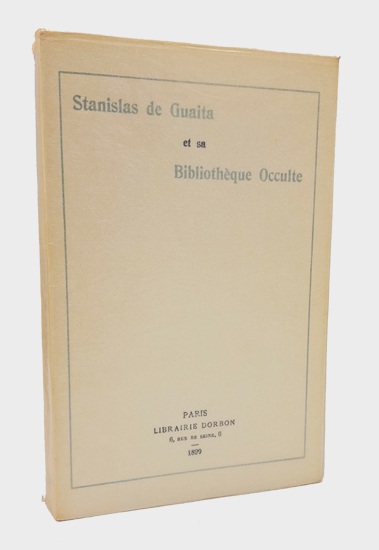 Stanislas de Guaita
et sa
Bibliothèque Occulte
PARIS
LIBRAIRIE DORBON
6, RUE DE SEINE, 6
1899